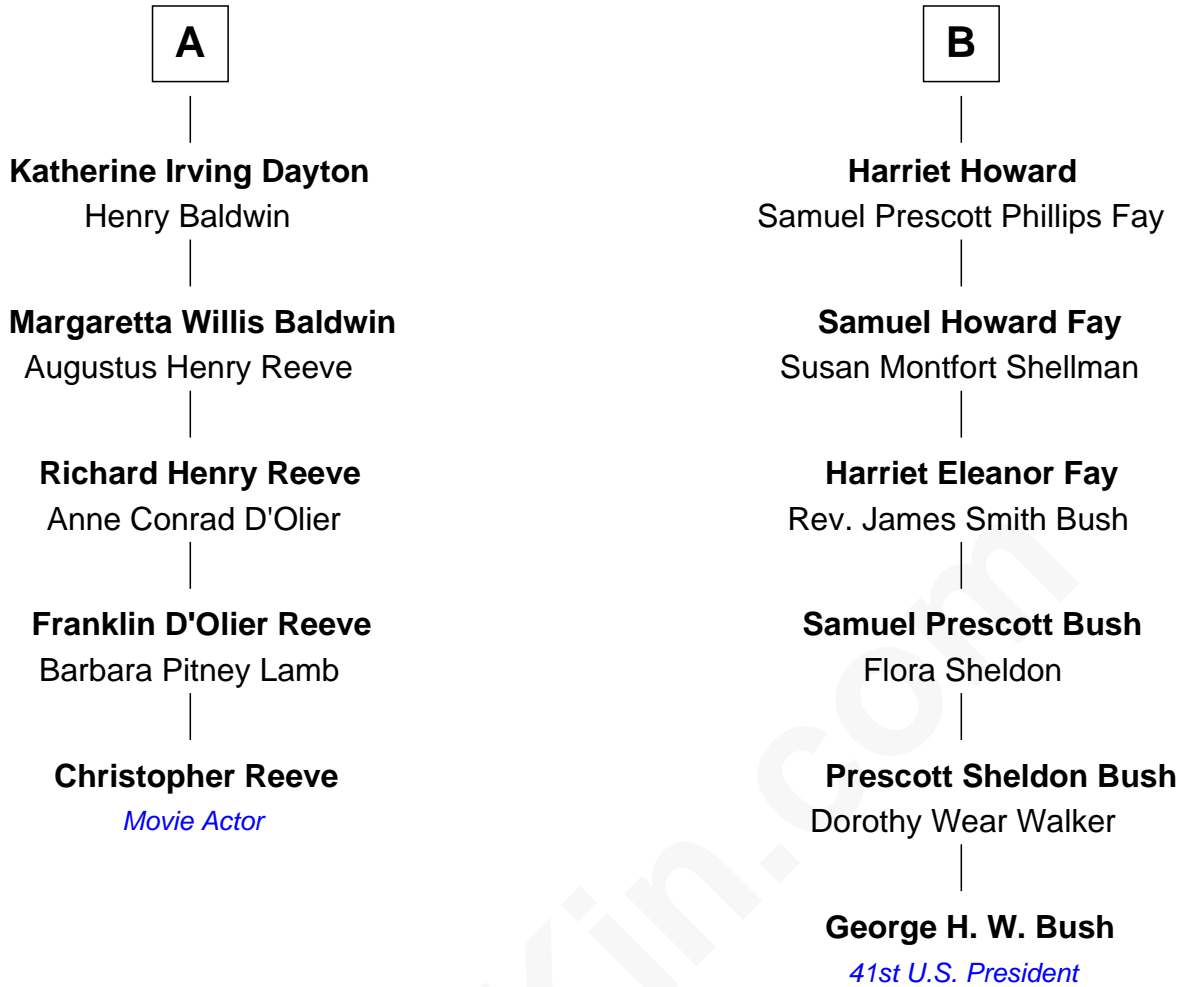 A
Katherine Irving Dayton
Henry Baldwin
Margaretta Willis Baldwin
Augustus Henry Reeve
Richard Henry Reeve
Anne Conrad D'Olier
Franklin D'Olier Reeve
Barbara Pitney Lamb
Christopher Reeve
Movie Actor
B
Harriet Howard
Samuel Prescott Phillips Fay
Samuel Howard Fay
Susan Montfort Shellman
Harriet Eleanor Fay
Rev. James Smith Bush
Samuel Prescott Bush
Flora Sheldon
Prescott Sheldon Bush
Dorothy Wear Walker
George H. W. Bush
41st U.S. President
Kin.com